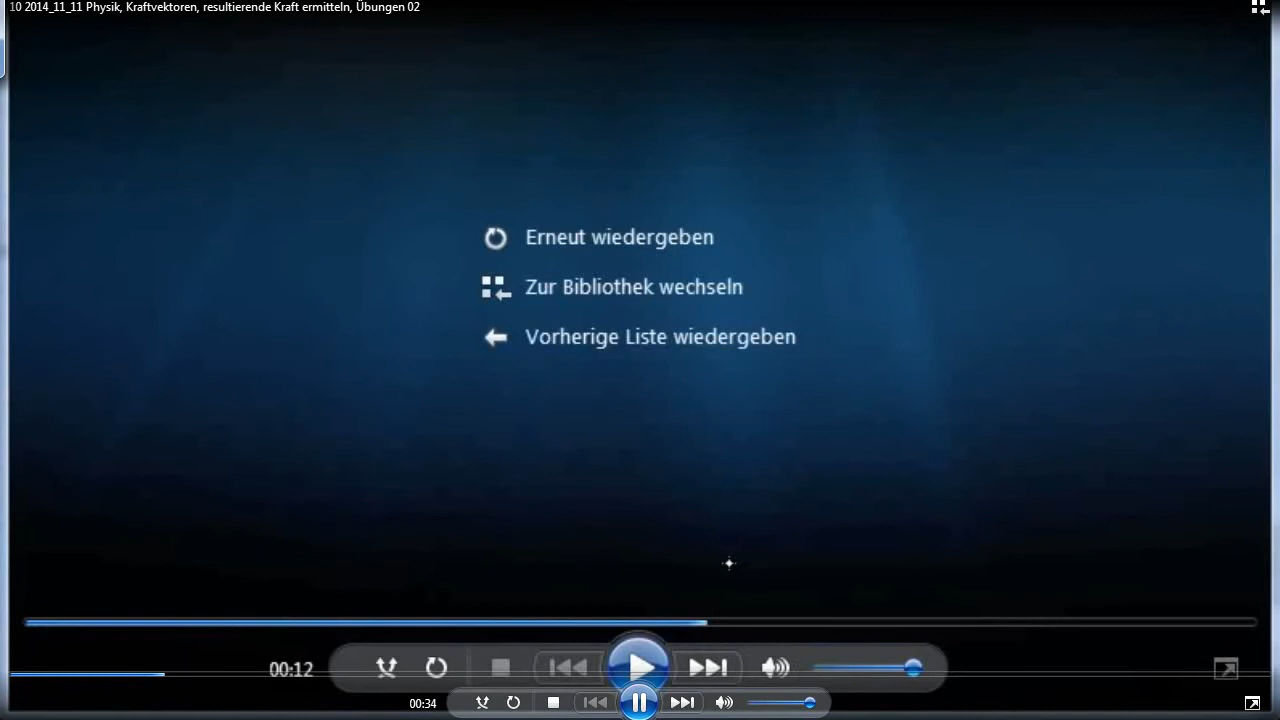 10 2014_11_11 Physik, Kraftvektoren, resultierende Kraft ermitteln, Übungen 02
Erneut wiedergeben
Zur Bibliothek wechseln
Vorherige Liste wiedergeben
00:12
00:34